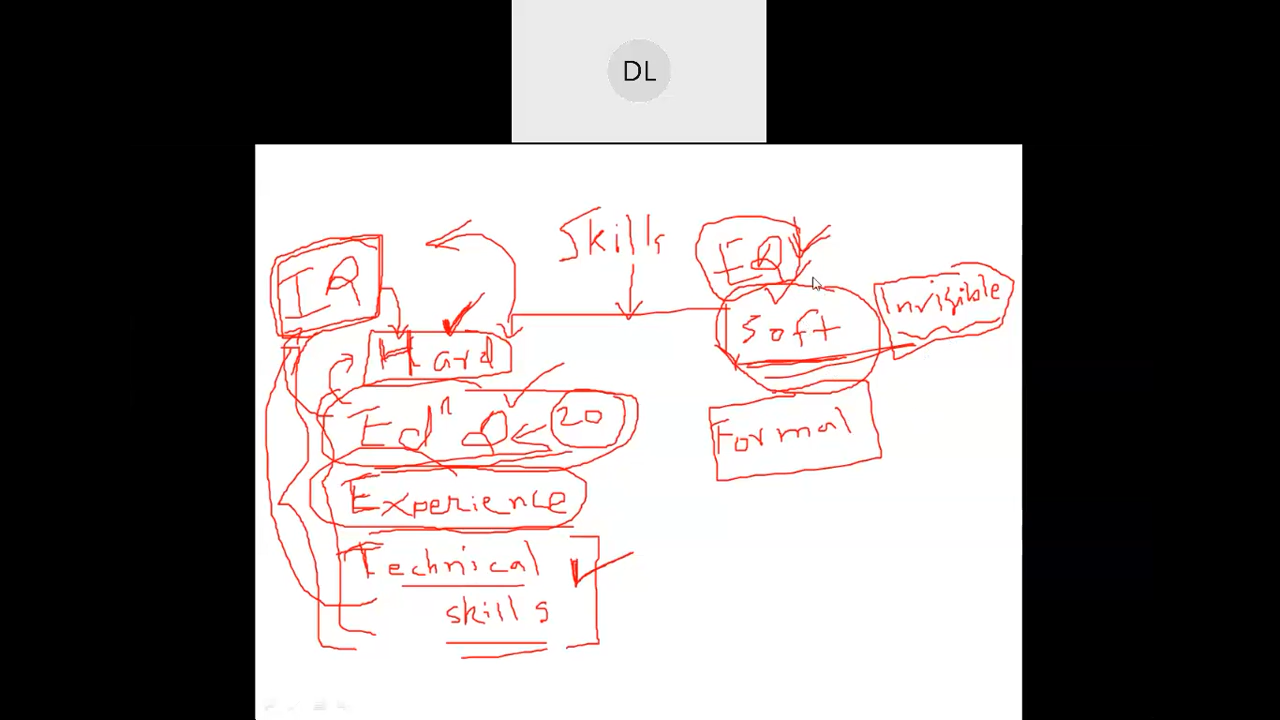 DL
Skills
IQ
EQ
Hard
Soft
Invisible
Edⁿ Q 20
Formal
Experience
Technical
skills